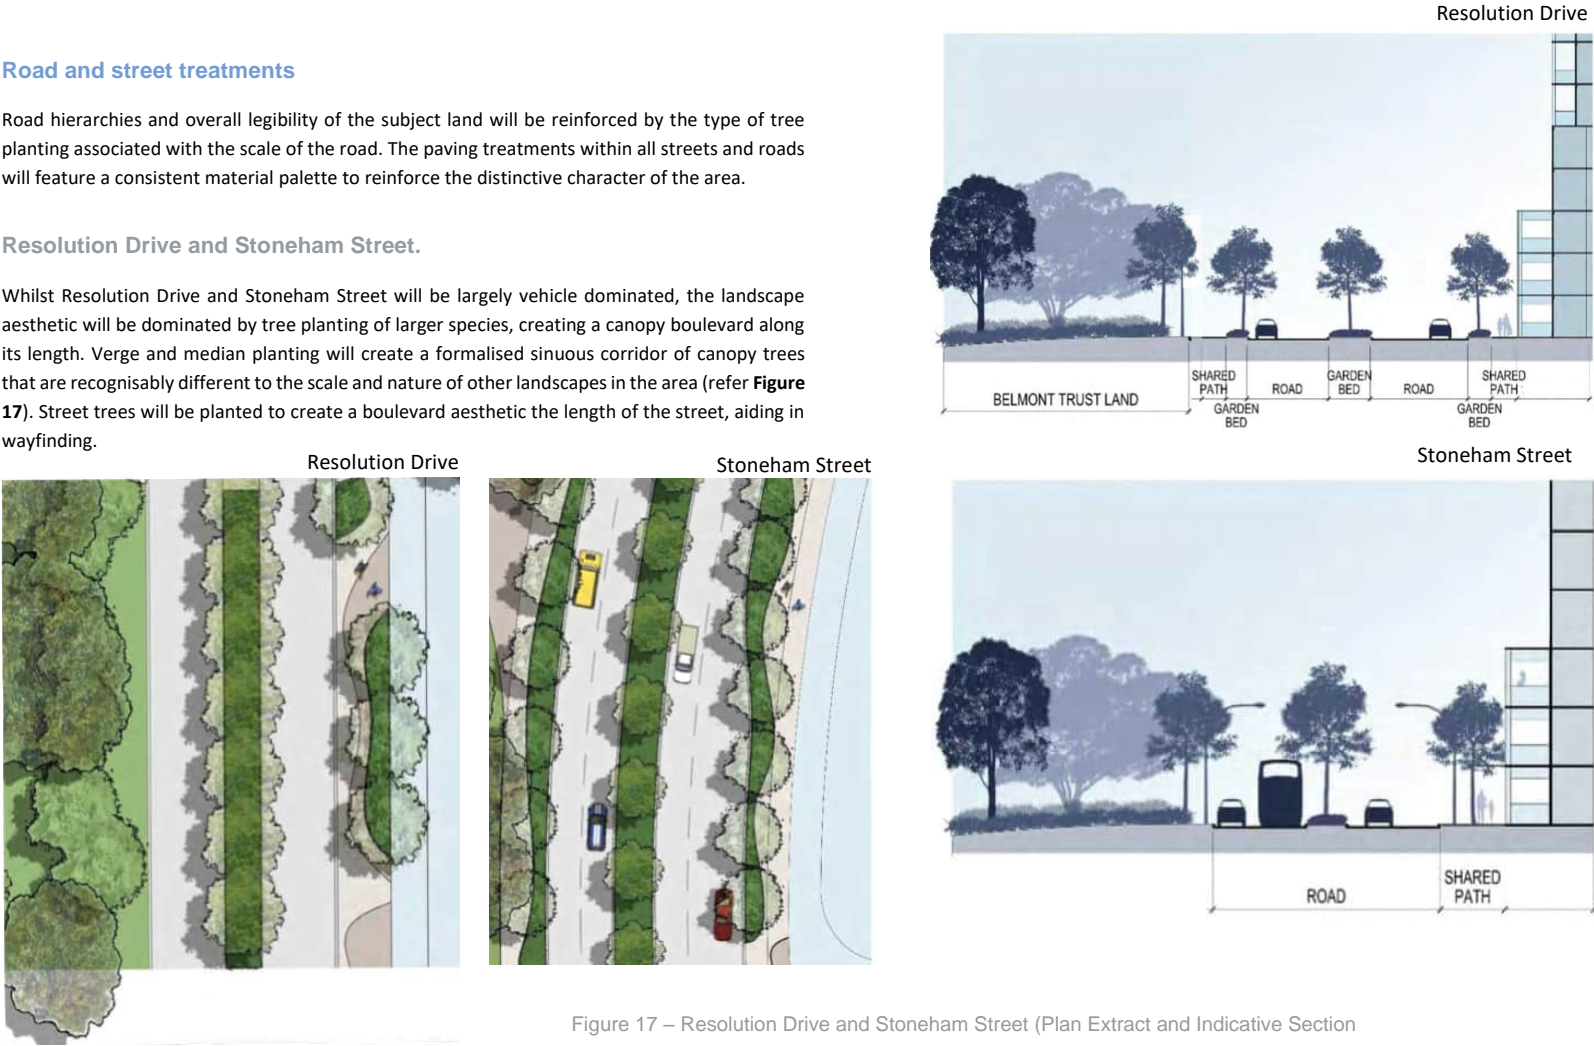 Road and street treatments
Road hierarchies and overall legibility of the subject land will be reinforced by the type of tree
planting associated with the scale of the road. The paving treatments within all streets and roads
will feature a consistent material palette to reinforce the distinctive character of the area.
Resolution Drive and Stoneham Street.
Whilst Resolution Drive and Stoneham Street will be largely vehicle dominated, the landscape
aesthetic will be dominated by tree planting of larger species, creating a canopy boulevard along
its length. Verge and median planting will create a formalised sinuous corridor of canopy trees
that are recognisably different to the scale and nature of other landscapes in the area (refer Figure
17). Street trees will be planted to create a boulevard aesthetic the length of the street, aiding in
wayfinding.
Resolution Drive
Stoneham Street
Resolution Drive
BELMONT TRUST LAND
SHARED
PATH
GARDEN
BED
ROAD
GARDEN
BED
ROAD
GARDEN
BED
SHARED
PATH
Stoneham Street
ROAD
SHARED
PATH
Figure 17 – Resolution Drive and Stoneham Street (Plan Extract and Indicative Section